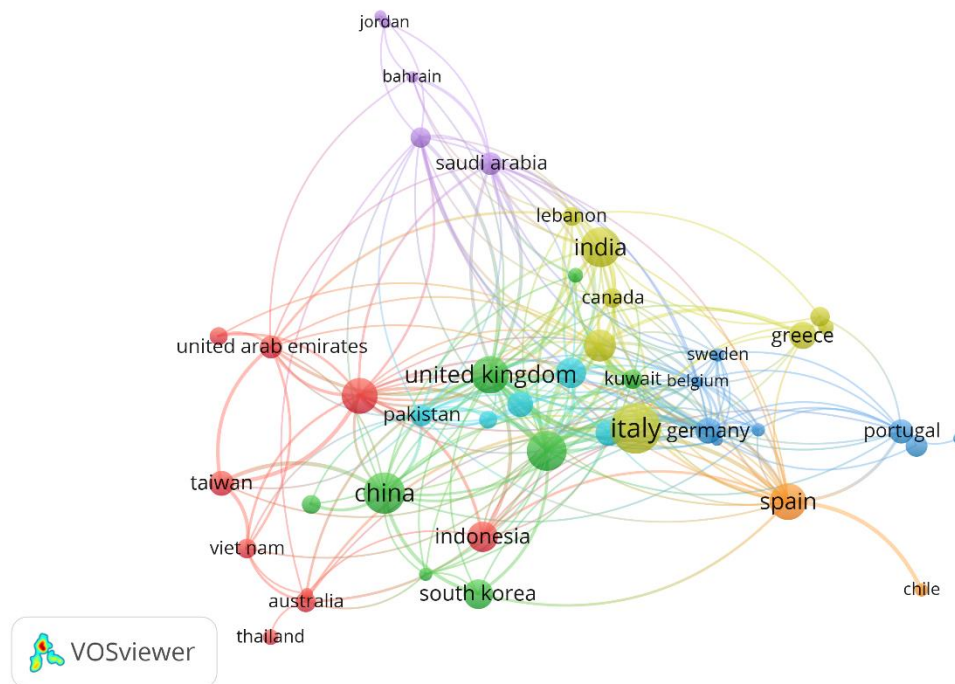 jordan
bahrain
saudi arabia
lebanon
india
canada
greece
united arab emirates
sweden
united kingdom
kuwait
belgium
pakistan
italy
germany
portugal
taiwan
china
spain
indonesia
viet nam
south korea
chile
australia
thailand
VOSviewer